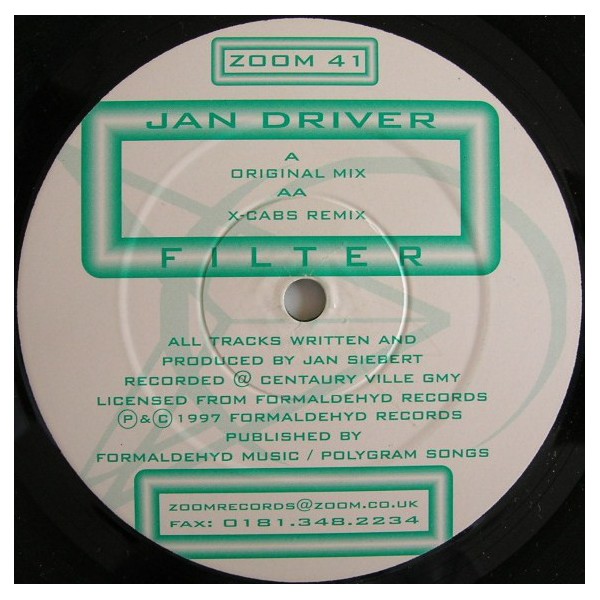 ZOOM 41
JAN DRIVER
A
ORIGINAL MIX
AA
X-CABS REMIX
FILTER
ALL TRACKS WRITTEN AND
PRODUCED BY JAN SIEBERT
RECORDED @ CENTAURY VILLE GMY
LICENSED FROM FORMALDEHYD RECORDS
Ⓟ&Ⓒ 1997 FORMALDEHYD RECORDS
PUBLISHED BY
FORMALDEHYD MUSIC / POLYGRAM SONGS
ZOOMRECORDS@ZOOM.CO.UK
FAX: 0181.348.2234